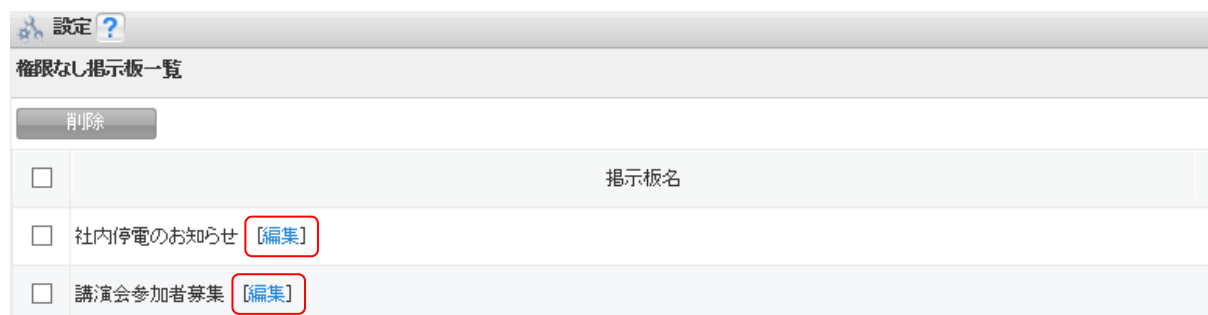 設定 ?
権限なし掲示板一覧
削除
掲示板名
社内停電のお知らせ [編集]
講演会参加者募集 [編集]